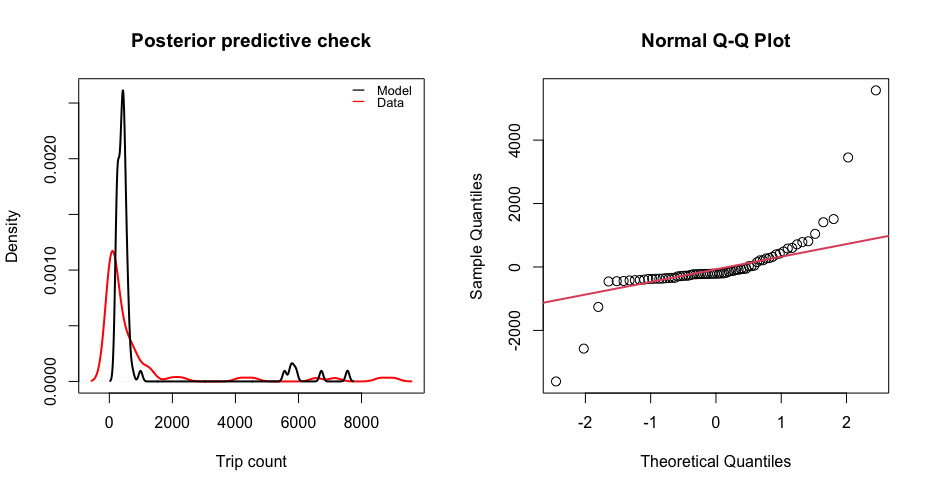 Posterior predictive check
Model
Data
Density
0.0000
0.0010
0.0020
0
2000
4000
6000
8000
Trip count
Normal Q-Q Plot
Sample Quantiles
-2000
0
2000
4000
-2
-1
0
1
2
Theoretical Quantiles